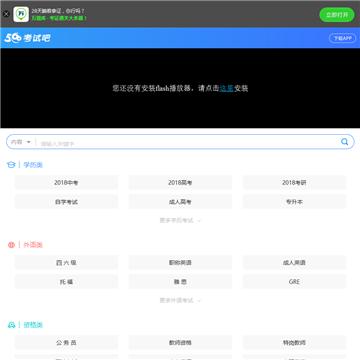 28天躺着拿证，你行吗？
万题库·考证通关大杀器！
立即打开
考试吧
下载APP
您还没有安装flash播放器，请点击这里安装
内容
请输入关键字
学历类
2018中考 2018高考 2018考研
自学考试 成人高考 专升本
更多学历考试
外语类
四 六 级 职称英语 成人英语
托 福 雅 思 GRE
更多外语考试
资格类
公 务 员 教师资格 特岗教师